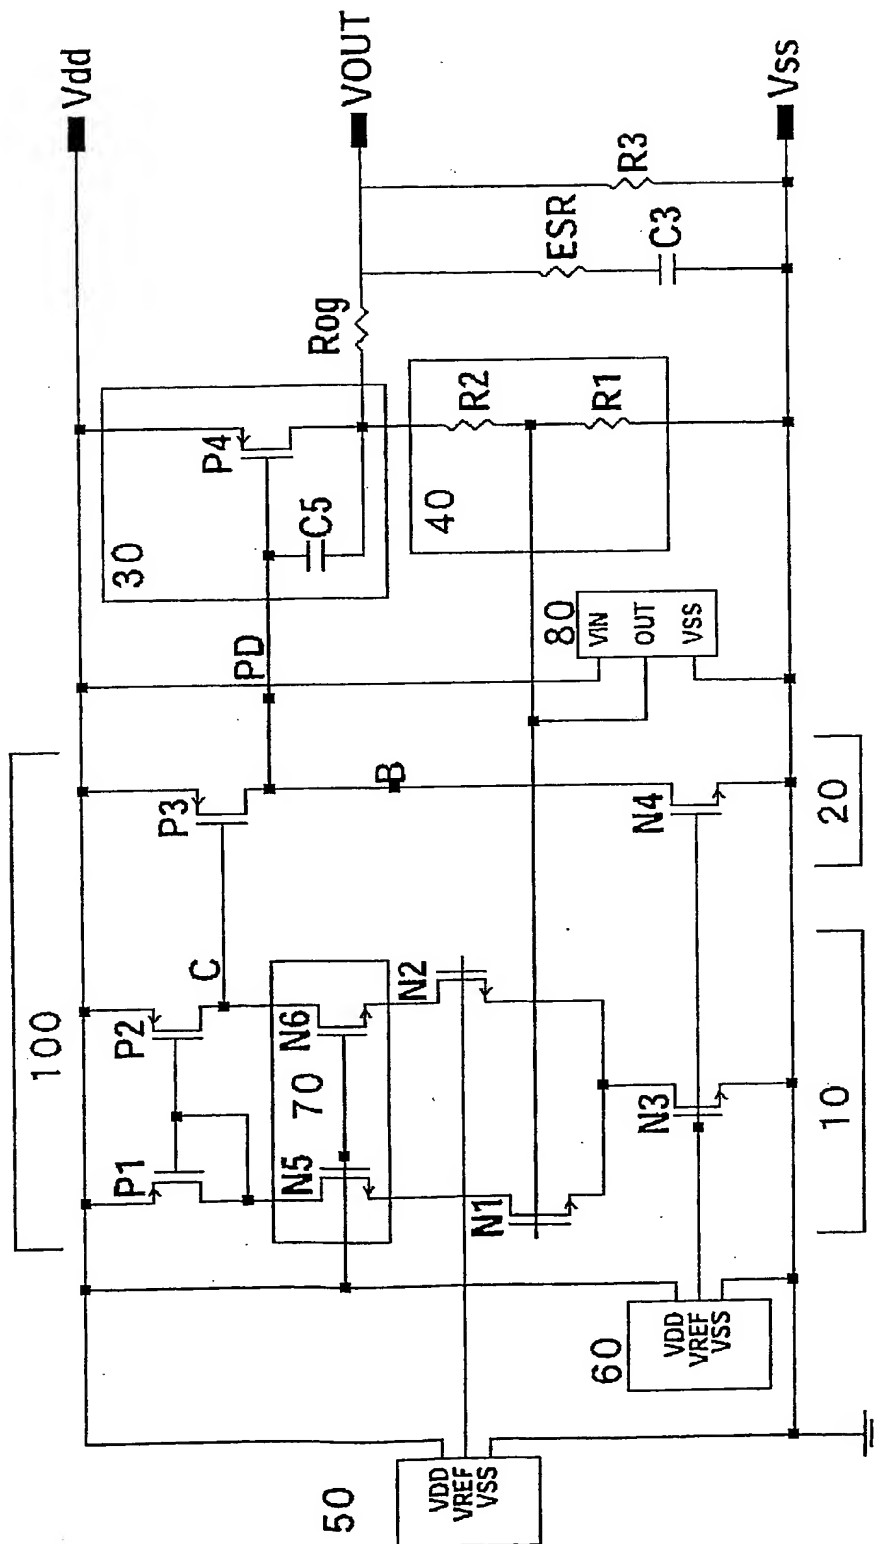 100
Vdd
P1
P2
C
P3
PD
30
P4
C5
Rog
VOUT
N5
70
N6
N2
B
40
R2
R1
ESR
C3
R3
N1
80
VIN
OUT
VSS
N3
N4
50
VDD
VREF
VSS
60
VDD
VREF
VSS
10
20
Vss